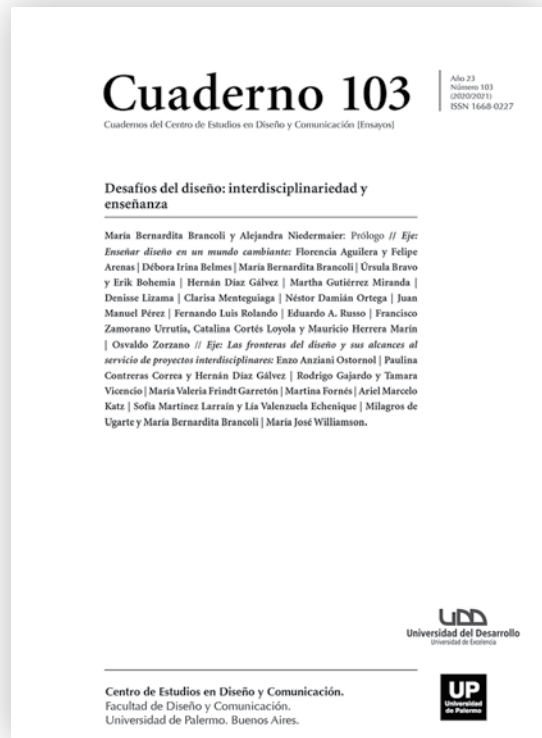 Cuaderno 103
Cuadernos del Centro de Estudios en Diseño y Comunicación [Ensayos]
Año 23
Número 103
(2020/2021)
ISSN 1668-0227
Desafíos del diseño: interdisciplinariedad y
enseñanza
María Bernardita Brancoli y Alejandra Niedermaier: Prólogo // Eje:
Enseñar diseño en un mundo cambiante: Florencia Aguilera y Felipe
Arenas | Débora Irina Belmes | María Bernardita Brancoli | Úrsula Bravo
y Erik Bohemia | Hernán Díaz Gálvez | Martha Gutiérrez Miranda |
Denisse Lizama | Clarisa Menteguiaga | Néstor Damián Ortega | Juan
Manuel Pérez | Fernando Luis Rolando | Eduardo A. Russo | Francisco
Zamorano Urrutia, Catalina Cortés Loyola y Mauricio Herrera Marín
| Osvaldo Zorzano // Eje: Las fronteras del diseño y sus alcances al
servicio de proyectos interdisciplinares: Enzo Anziani Ostornol | Paulina
Contreras Correa y Hernán Díaz Gálvez | Rodrigo Gajardo y Tamara
Vicencio | María Valeria Frindt Garretón | Martina Fornés | Ariel Marcelo
Katz | Sofía Martínez Larraín y Lía Valenzuela Echenique | Milagros de
Ugarte y María Bernardita Brancoli | María José Williamson.
UDD
Universidad del Desarrollo
Universidad de Excelencia
Centro de Estudios en Diseño y Comunicación.
Facultad de Diseño y Comunicación.
Universidad de Palermo. Buenos Aires.
UP
Universidad
de Palermo